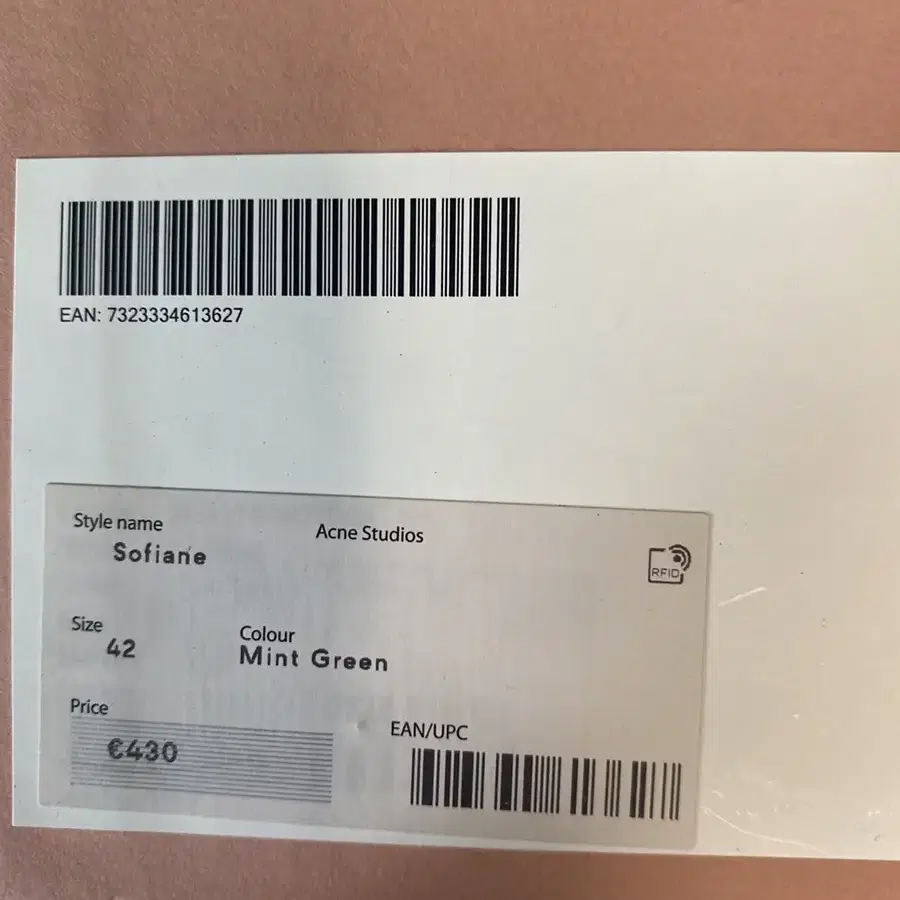 EAN: 7323334613627
Style name
Acne Studios
Sofiane
RFID
Size
42
Colour
Mint Green
Price
€430
EAN/UPC